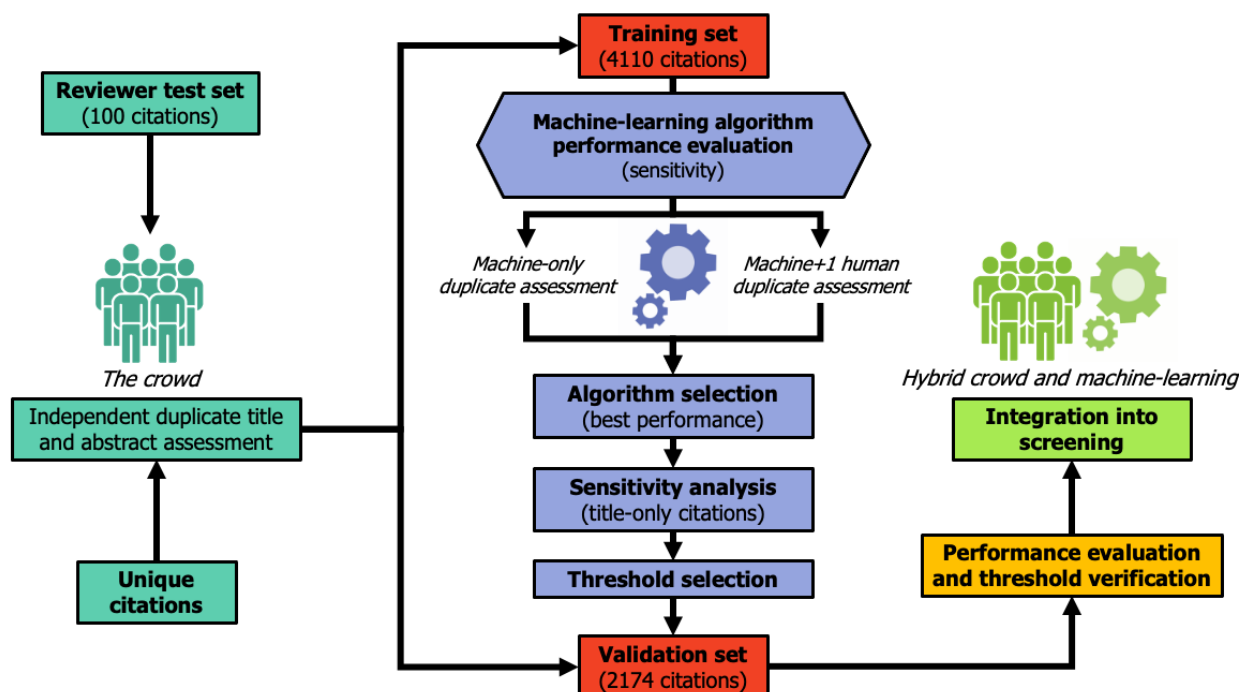 Reviewer test set
(100 citations)
The crowd
Independent duplicate title
and abstract assessment
Unique
citations
Training set
(4110 citations)
Machine-learning algorithm
performance evaluation
(sensitivity)
Machine-only
duplicate assessment
Machine+1 human
duplicate assessment
Algorithm selection
(best performance)
Sensitivity analysis
(title-only citations)
Threshold selection
Validation set
(2174 citations)
Hybrid crowd and machine-learning
Integration into
screening
Performance evaluation
and threshold verification